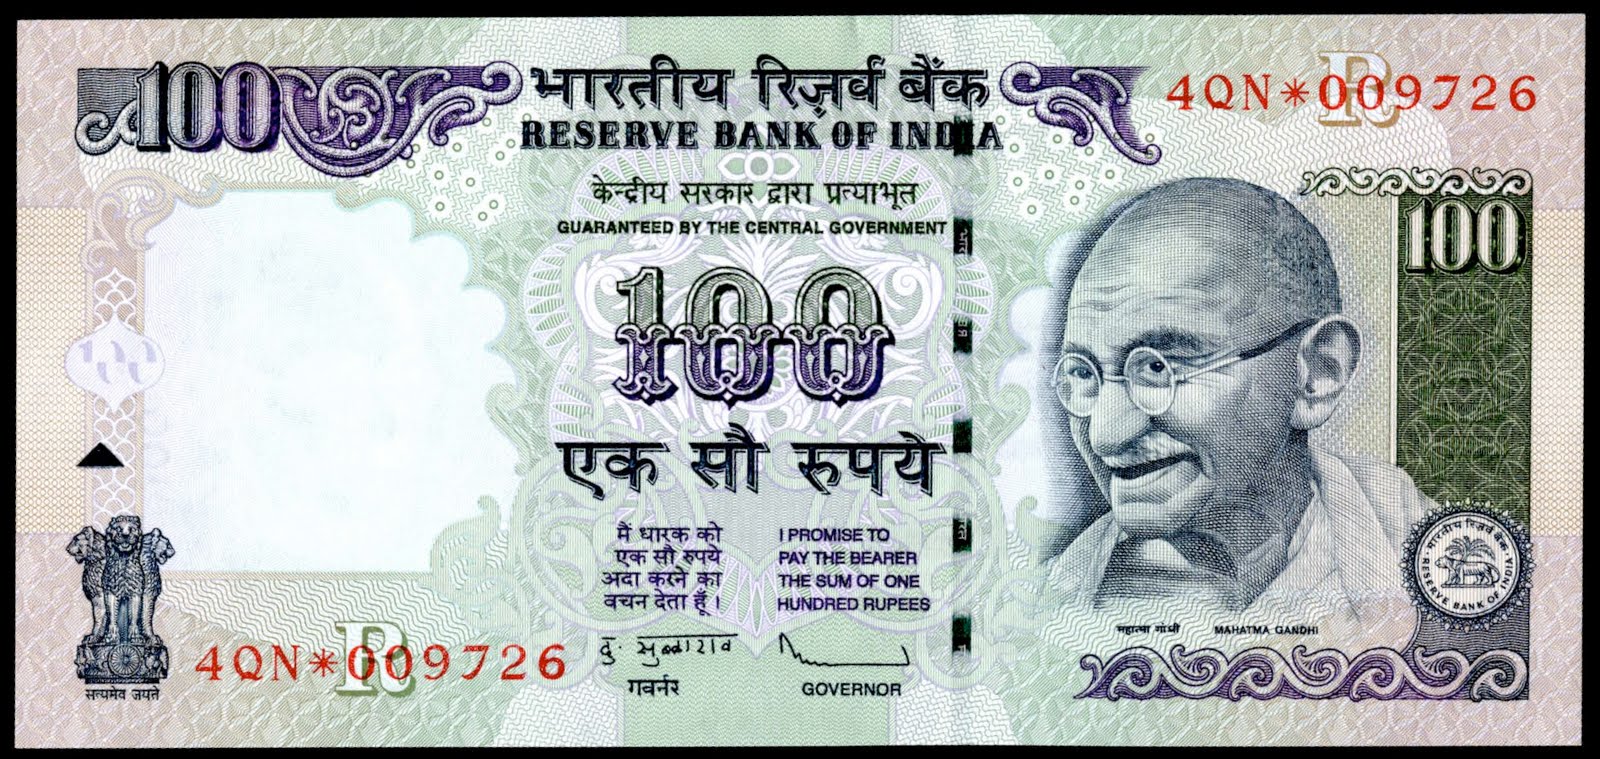 100
भारतीय रिज़र्व बैंक
RESERVE BANK OF INDIA
4QN*009726
केन्द्रीय सरकार द्वारा प्रत्याभूत
GUARANTEED BY THE CENTRAL GOVERNMENT
100
100
एक सौ रुपये
मैं धारक को
एक सौ रुपये
अदा करने का
वचन देता हूँ ।
I PROMISE TO
PAY THE BEARER
THE SUM OF ONE
HUNDRED RUPEES
भारतीय रिज़र्व बैंक
RESERVE BANK OF INDIA
महात्मा गांधी
MAHATMA GANDHI
R
4QN*009726
R
दु. सुब्बाराव
गवर्नर
GOVERNOR
सत्यमेव जयते